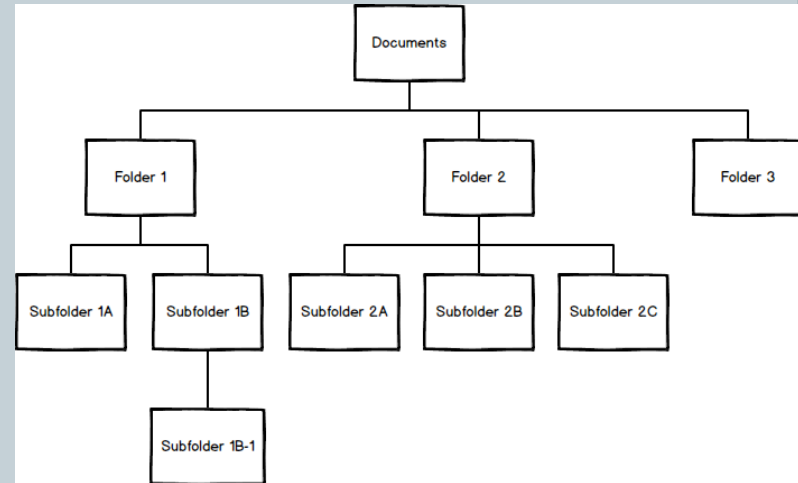 Documents
Folder 1
Folder 2
Folder 3
Subfolder 1A
Subfolder 1B
Subfolder 2A
Subfolder 2B
Subfolder 2C
Subfolder 1B-1